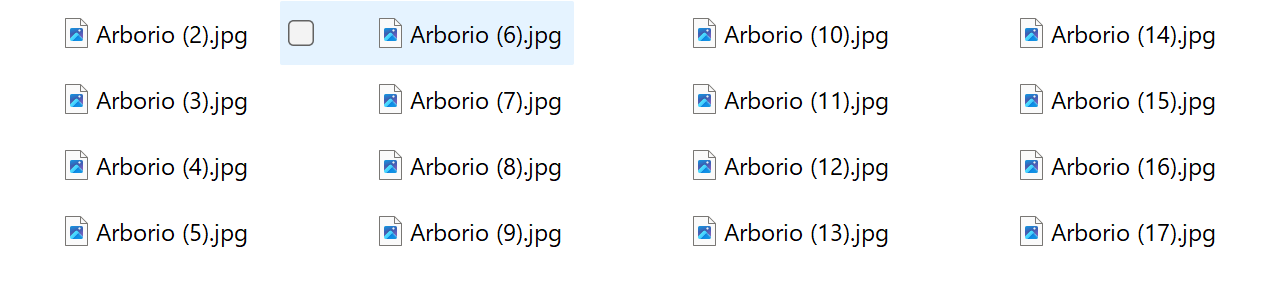 Arborio (2).jpg
Arborio (3).jpg
Arborio (4).jpg
Arborio (5).jpg
Arborio (6).jpg
Arborio (7).jpg
Arborio (8).jpg
Arborio (9).jpg
Arborio (10).jpg
Arborio (11).jpg
Arborio (12).jpg
Arborio (13).jpg
Arborio (14).jpg
Arborio (15).jpg
Arborio (16).jpg
Arborio (17).jpg